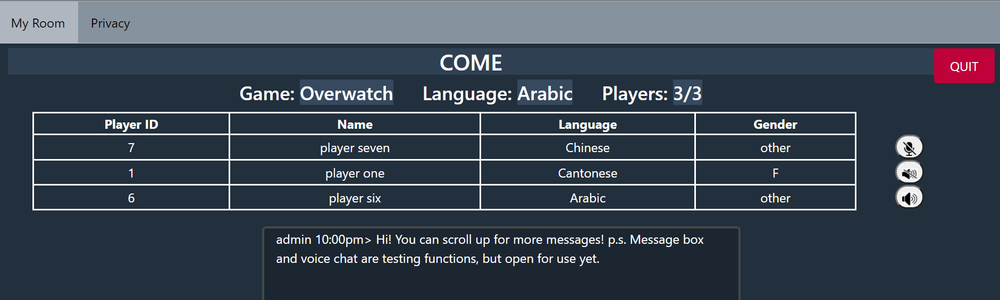 My Room Privacy
COME
QUIT
Game: Overwatch Language: Arabic Players: 3/3
Player ID Name Language Gender
7 player seven Chinese other
1 player one Cantonese F
6 player six Arabic other
admin 10:00pm> Hi! You can scroll up for more messages! p.s. Message box
and voice chat are testing functions, but open for use yet.